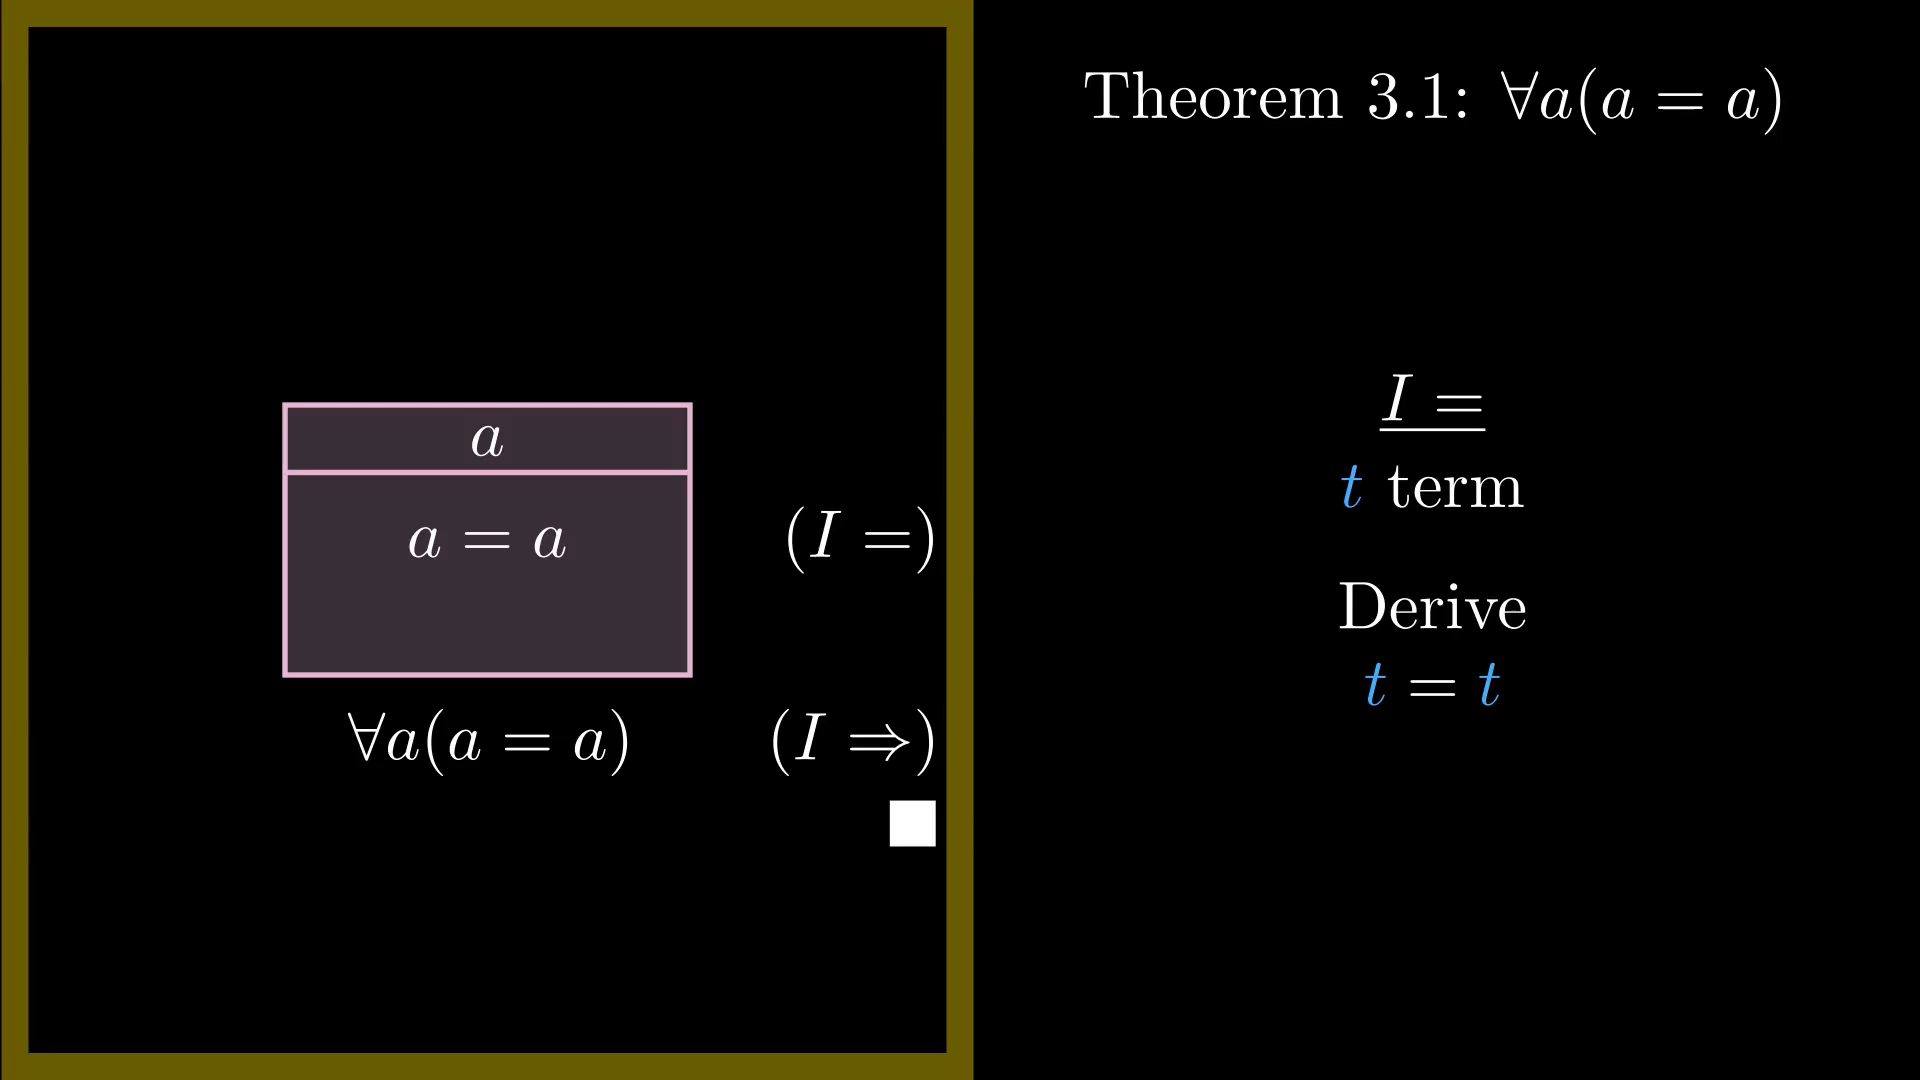 Theorem 3.1: ∀a(a = a)
a
a = a (I =)
∀a(a = a) (I ⇒)
I =
t term
Derive
t = t